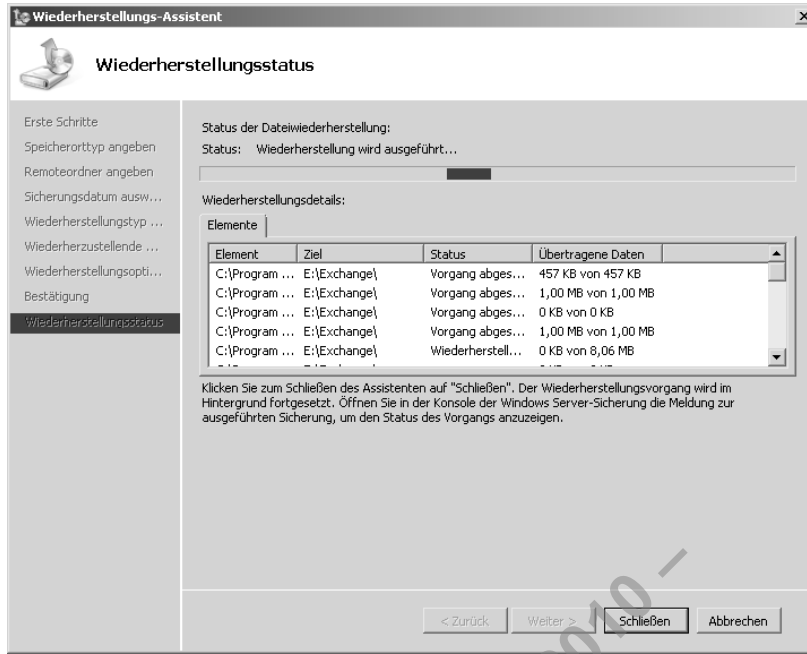 Wiederherstellungs-Assistent
Wiederherstellungsstatus
Erste Schritte
Speicherorttyp angeben
Remoteordner angeben
Sicherungsdatum ausw...
Wiederherstellungstyp ...
Wiederherzustellende ...
Wiederherstellungsopti...
Bestätigung
Wiederherstellungsstatus
Status der Dateiwiederherstellung:
Status: Wiederherstellung wird ausgeführt...
Wiederherstellungsdetails:
Elemente
Element Ziel Status Übertragene Daten
C:\Program ... E:\Exchange\ Vorgang abges... 457 KB von 457 KB
C:\Program ... E:\Exchange\ Vorgang abges... 1,00 MB von 1,00 MB
C:\Program ... E:\Exchange\ Vorgang abges... 0 KB von 0 KB
C:\Program ... E:\Exchange\ Vorgang abges... 1,00 MB von 1,00 MB
C:\Program ... E:\Exchange\ Wiederherstell... 0 KB von 8,06 MB
Klicken Sie zum Schließen des Assistenten auf "Schließen". Der Wiederherstellungsvorgang wird im
Hintergrund fortgesetzt. Öffnen Sie in der Konsole der Windows Server-Sicherung die Meldung zur
ausgeführten Sicherung, um den Status des Vorgangs anzuzeigen.
< Zurück Weiter > Schließen Abbrechen
2010 –